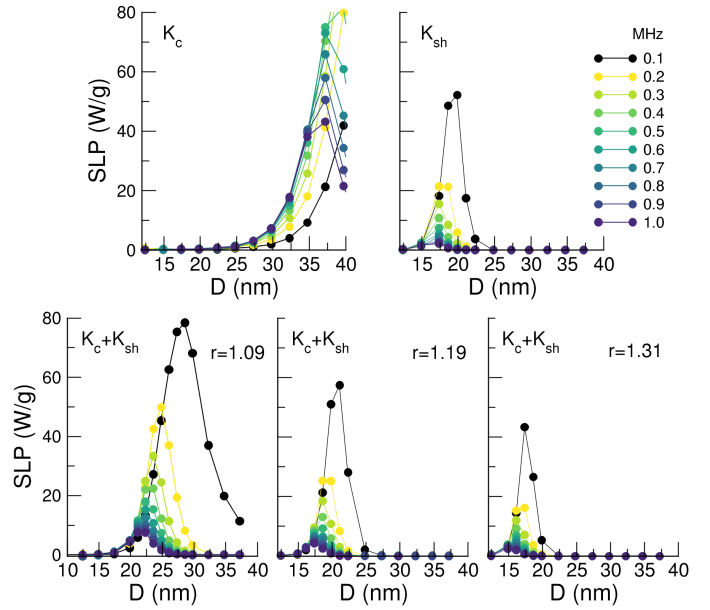 K_c
K_sh
MHz
0.1
0.2
0.3
0.4
0.5
0.6
0.7
0.8
0.9
1.0
SLP (W/g)
80
60
40
20
0
15 20 25 30 35 40
D (nm)
15 20 25 30 35 40
D (nm)
K_c+K_sh
r=1.09
K_c+K_sh
r=1.19
K_c+K_sh
r=1.31
SLP (W/g)
80
60
40
20
0
10 15 20 25 30 35 40
D (nm)
15 20 25 30 35 40
D (nm)
15 20 25 30 35 40
D (nm)